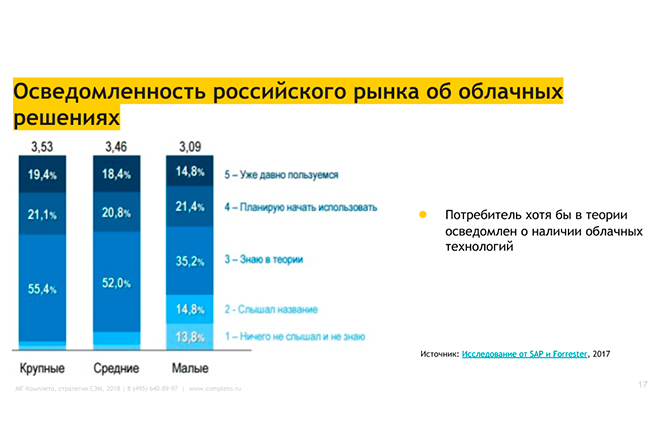 Осведомленность российского рынка об облачных
решениях
3,53 3,46 3,09
19,4% 18,4% 14,8% 5 – Уже давно пользуемся
21,1% 20,8% 21,4% 4 – Планирую начать использовать
Потребитель хотя бы в теории
осведомлен о наличии облачных
технологий
55,4% 52,0% 35,2% 3 – Знаю в теории
14,8% 2 - Слышал название
13,8% 1 – Ничего не слышал и не знаю
Источник: Исследование от SAP и Forrester, 2017
Крупные Средние Малые
МГ Комплето, стратегия СЭМ, 2018 | 8 (495) 640-89-97 | www.completo.ru
17